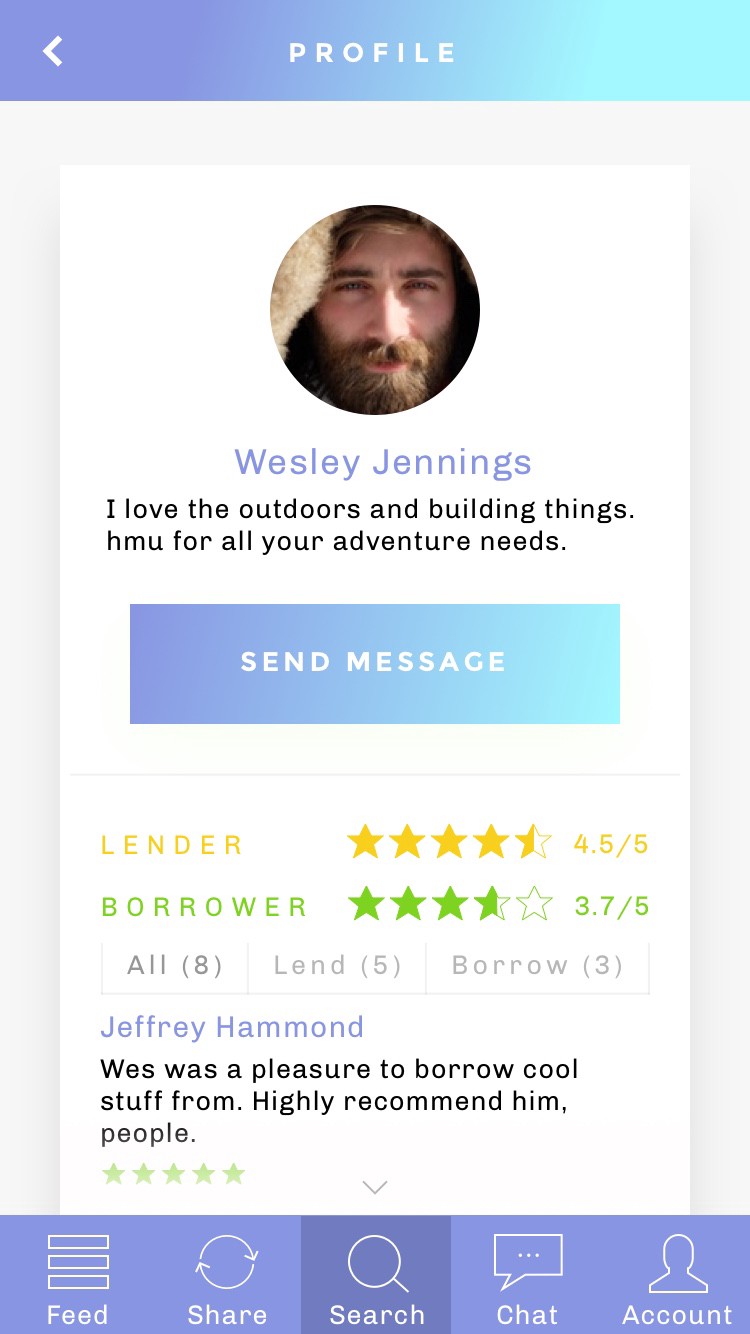 PROFILE
Wesley Jennings
I love the outdoors and building things.
hmu for all your adventure needs.
SEND MESSAGE
LENDER 4.5/5
BORROWER 3.7/5
All (8) Lend (5) Borrow (3)
Jeffrey Hammond
Wes was a pleasure to borrow cool
stuff from. Highly recommend him,
people.
Feed Share Search Chat Account